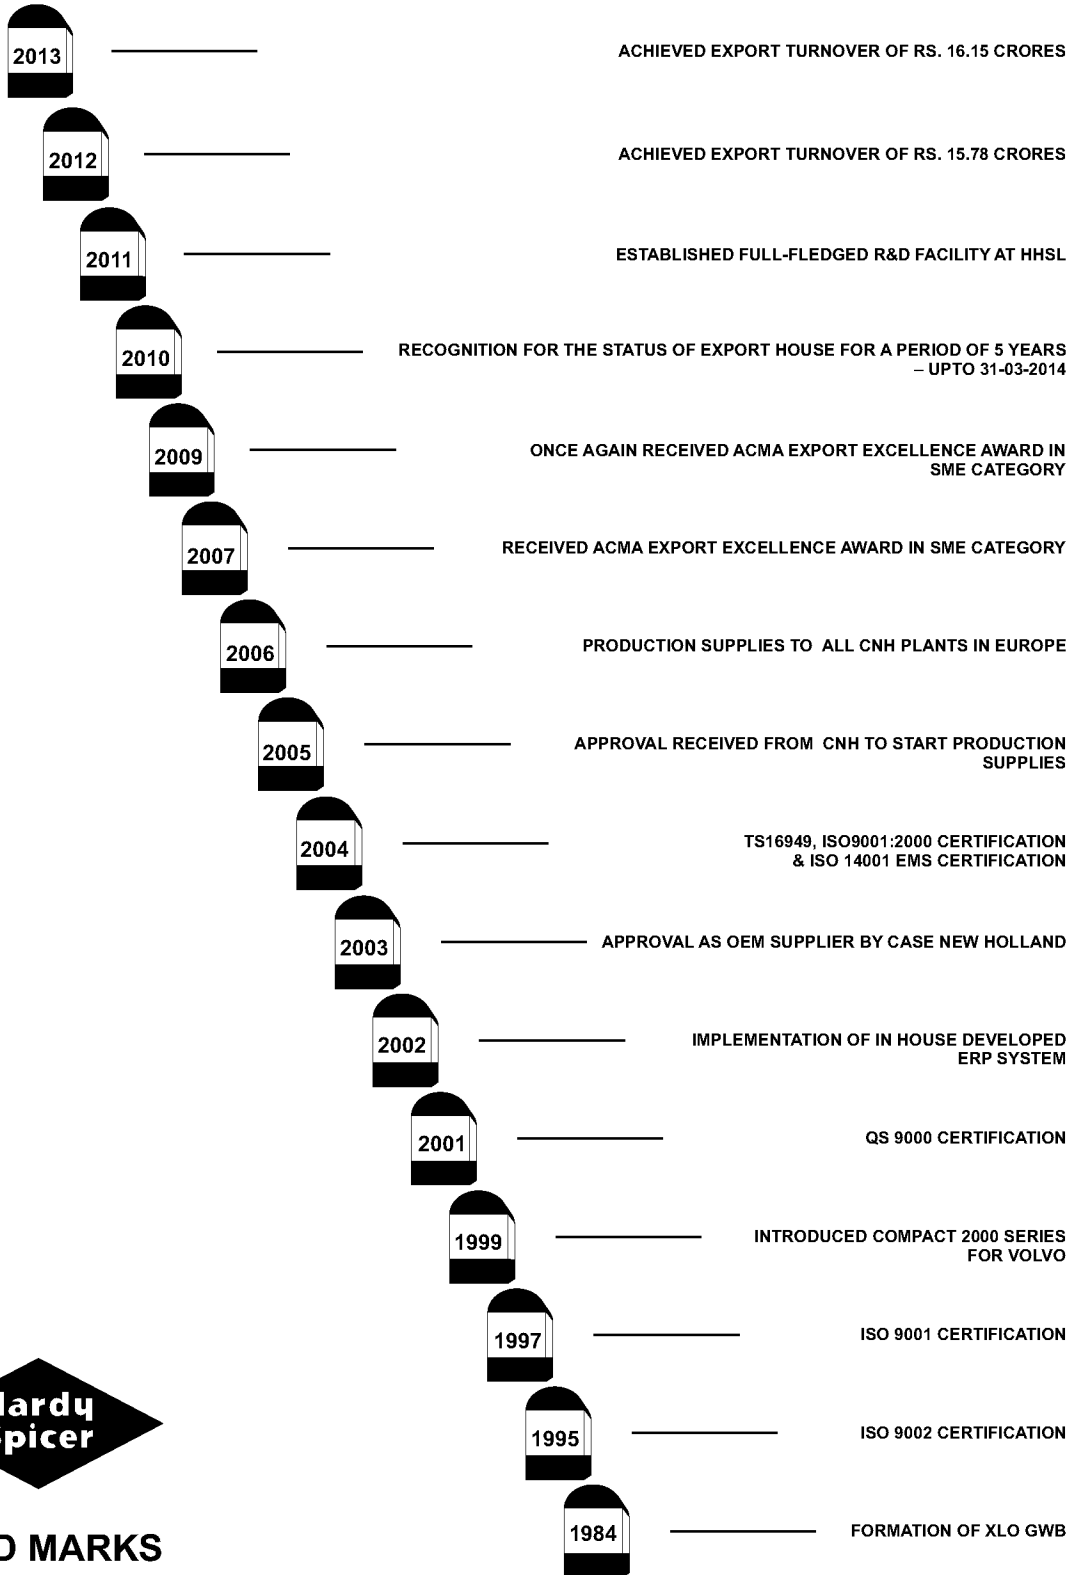 2013 ACHIEVED EXPORT TURNOVER OF RS. 16.15 CRORES
2012 ACHIEVED EXPORT TURNOVER OF RS. 15.78 CRORES
2011 ESTABLISHED FULL-FLEDGED R&D FACILITY AT HHSL
2010 RECOGNITION FOR THE STATUS OF EXPORT HOUSE FOR A PERIOD OF 5 YEARS
– UPTO 31-03-2014
2009 ONCE AGAIN RECEIVED ACMA EXPORT EXCELLENCE AWARD IN
SME CATEGORY
2007 RECEIVED ACMA EXPORT EXCELLENCE AWARD IN SME CATEGORY
2006 PRODUCTION SUPPLIES TO ALL CNH PLANTS IN EUROPE
2005 APPROVAL RECEIVED FROM CNH TO START PRODUCTION
SUPPLIES
2004 TS16949, ISO9001:2000 CERTIFICATION
& ISO 14001 EMS CERTIFICATION
2003 APPROVAL AS OEM SUPPLIER BY CASE NEW HOLLAND
2002 IMPLEMENTATION OF IN HOUSE DEVELOPED
ERP SYSTEM
2001 QS 9000 CERTIFICATION
1999 INTRODUCED COMPACT 2000 SERIES
FOR VOLVO
1997 ISO 9001 CERTIFICATION
1995 ISO 9002 CERTIFICATION
1984 FORMATION OF XLO GWB
Hardy
Spicer
D MARKS